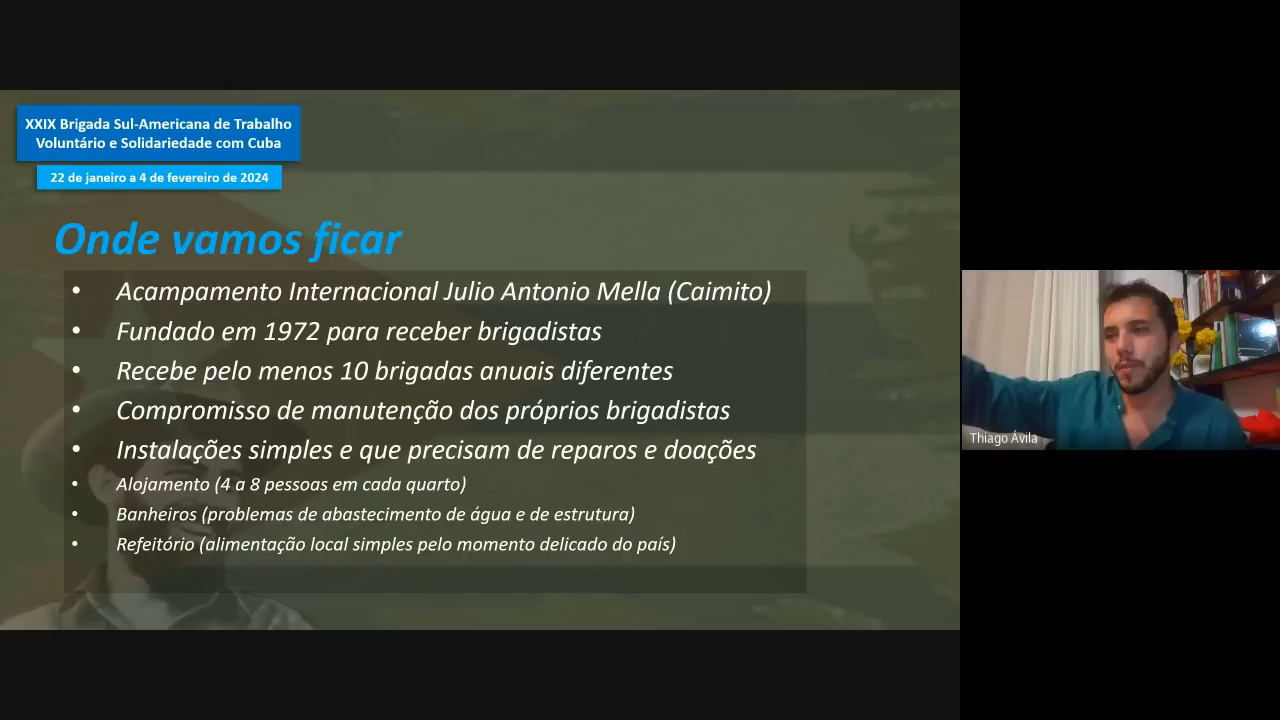 XXIX Brigada Sul-Americana de Trabalho
Voluntário e Solidariedade com Cuba
22 de janeiro a 4 de fevereiro de 2024
Onde vamos ficar
• Acampamento Internacional Julio Antonio Mella (Caimito)
• Fundado em 1972 para receber brigadistas
• Recebe pelo menos 10 brigadas anuais diferentes
• Compromisso de manutenção dos próprios brigadistas
• Instalações simples e que precisam de reparos e doações
• Alojamento (4 a 8 pessoas em cada quarto)
• Banheiros (problemas de abastecimento de água e de estrutura)
• Refeitório (alimentação local simples pelo momento delicado do país)
Thiago Ávila